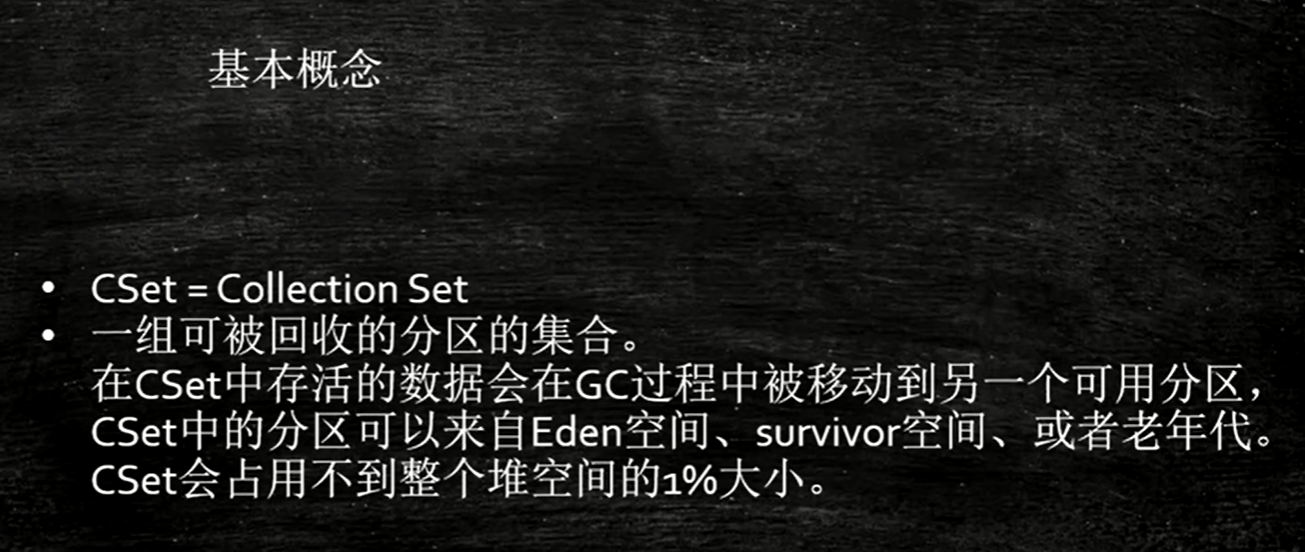 基本概念
• CSet = Collection Set
• 一组可被回收的分区的集合。
在CSet中存活的数据会在GC过程中被移动到另一个可用分区，
CSet中的分区可以来自Eden空间、survivor空间、或者老年代。
CSet会占用不到整个堆空间的1%大小。